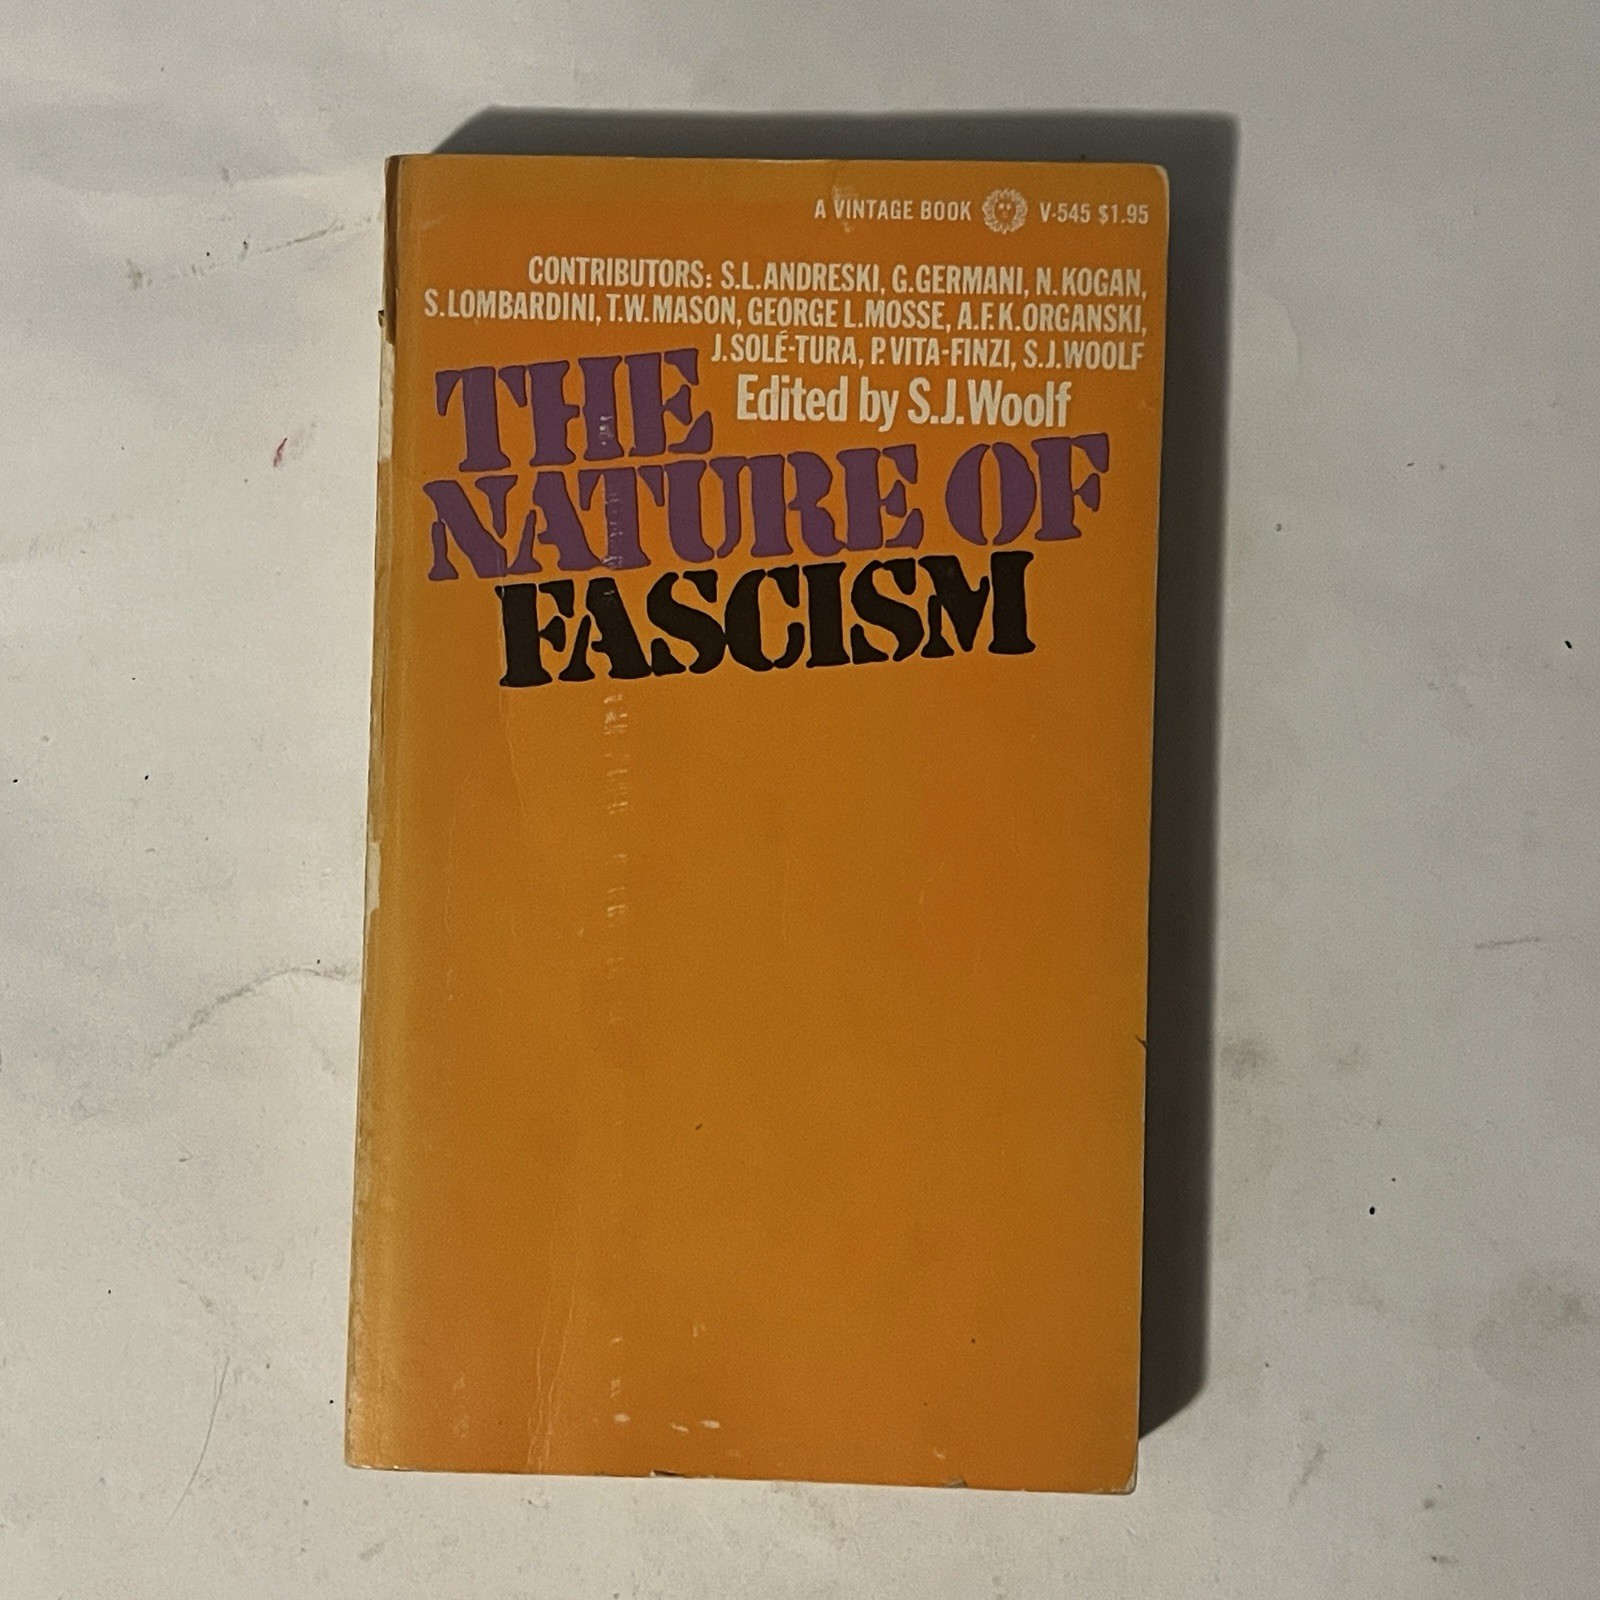 A VINTAGE BOOK V-545 $1.95
CONTRIBUTORS: S.L.ANDRESKI, G.GERMANI, N.KOGAN,
S.LOMBARDINI, T.W.MASON, GEORGE L.MOSSE, A.F.K.ORGANSKI,
J.SOLÉ-TURA, P.VITA-FINZI, S.J.WOOLF
Edited by S.J.Woolf
THE
NATURE OF
FASCISM